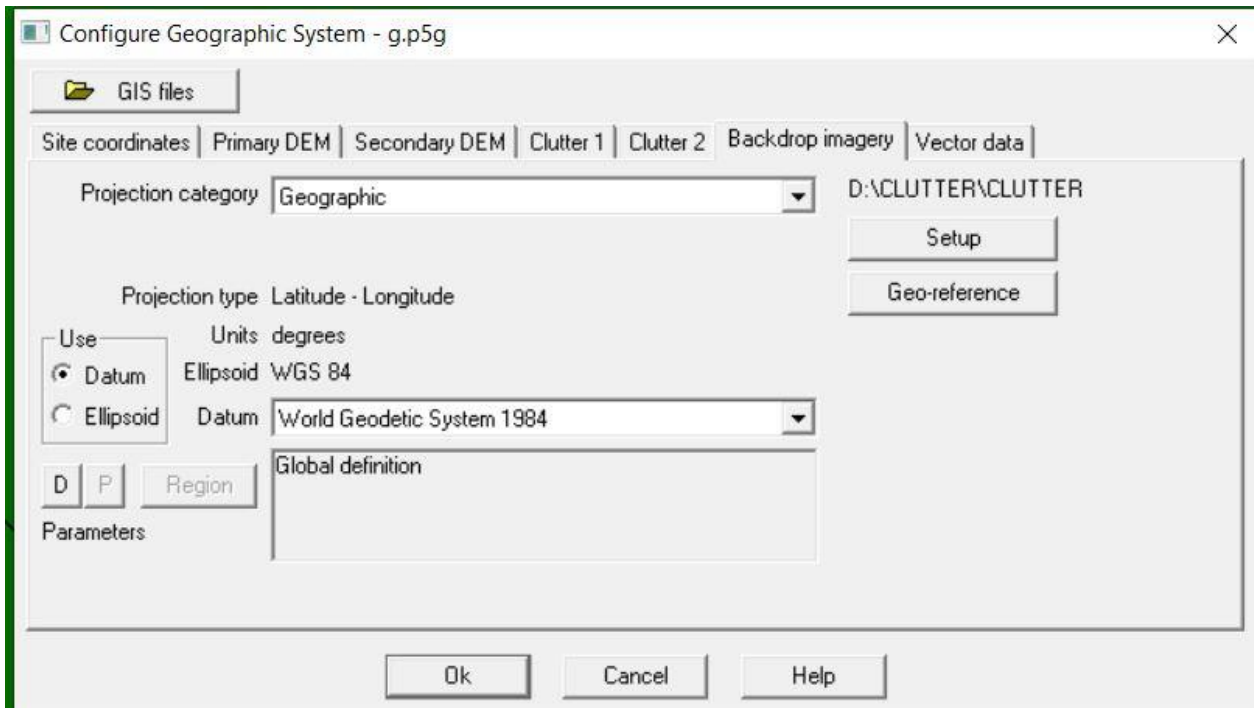 Configure Geographic System - g.p5g
GIS files
Site coordinates Primary DEM Secondary DEM Clutter 1 Clutter 2 Backdrop imagery Vector data
Projection category Geographic D:\CLUTTER\CLUTTER
Setup
Projection type Latitude - Longitude Geo-reference
Use Units degrees
Datum Ellipsoid WGS 84
Ellipsoid Datum World Geodetic System 1984
D P Region Global definition
Parameters
Ok Cancel Help